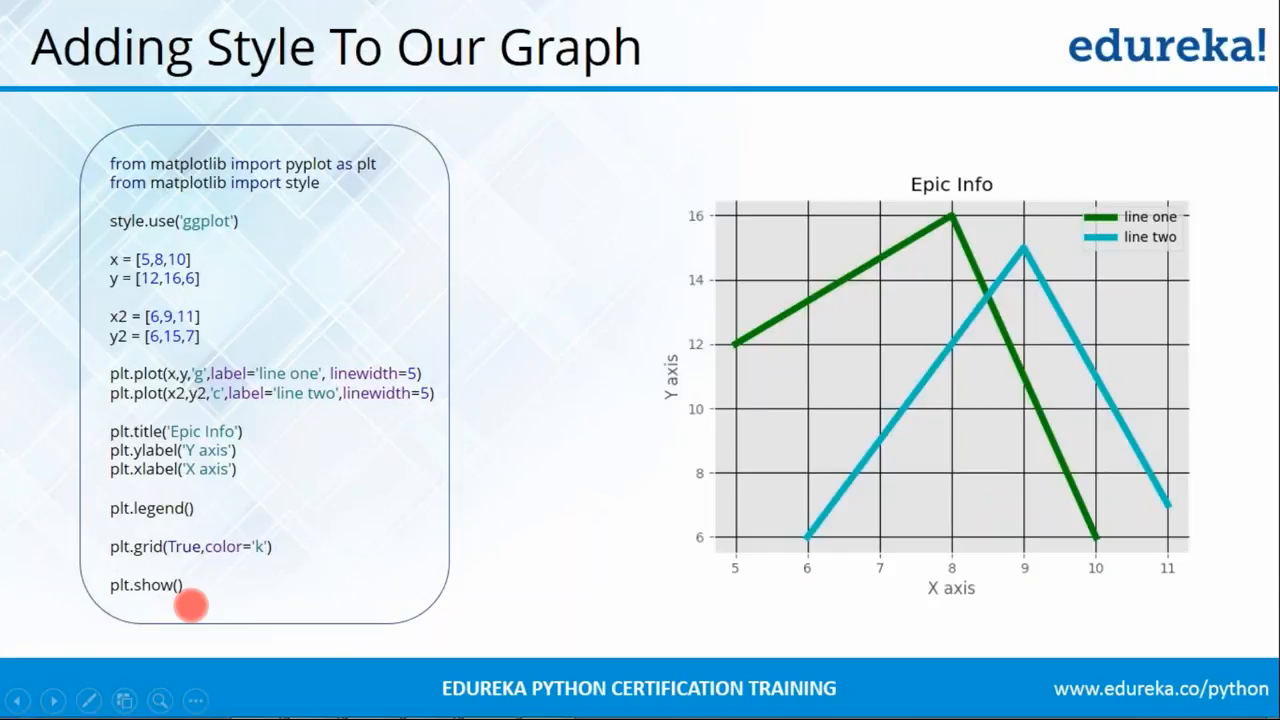 Adding Style To Our Graph
edureka!
from matplotlib import pyplot as plt
from matplotlib import style
style.use('ggplot')
x = [5,8,10]
y = [12,16,6]
x2 = [6,9,11]
y2 = [6,15,7]
plt.plot(x,y,'g',label='line one', linewidth=5)
plt.plot(x2,y2,'c',label='line two',linewidth=5)
plt.title('Epic Info')
plt.ylabel('Y axis')
plt.xlabel('X axis')
plt.legend()
plt.grid(True,color='k')
plt.show()
Epic Info
line one
line two
16
14
12
10
8
6
Y axis
5 6 7 8 9 10 11
X axis
EDUREKA PYTHON CERTIFICATION TRAINING
www.edureka.co/python